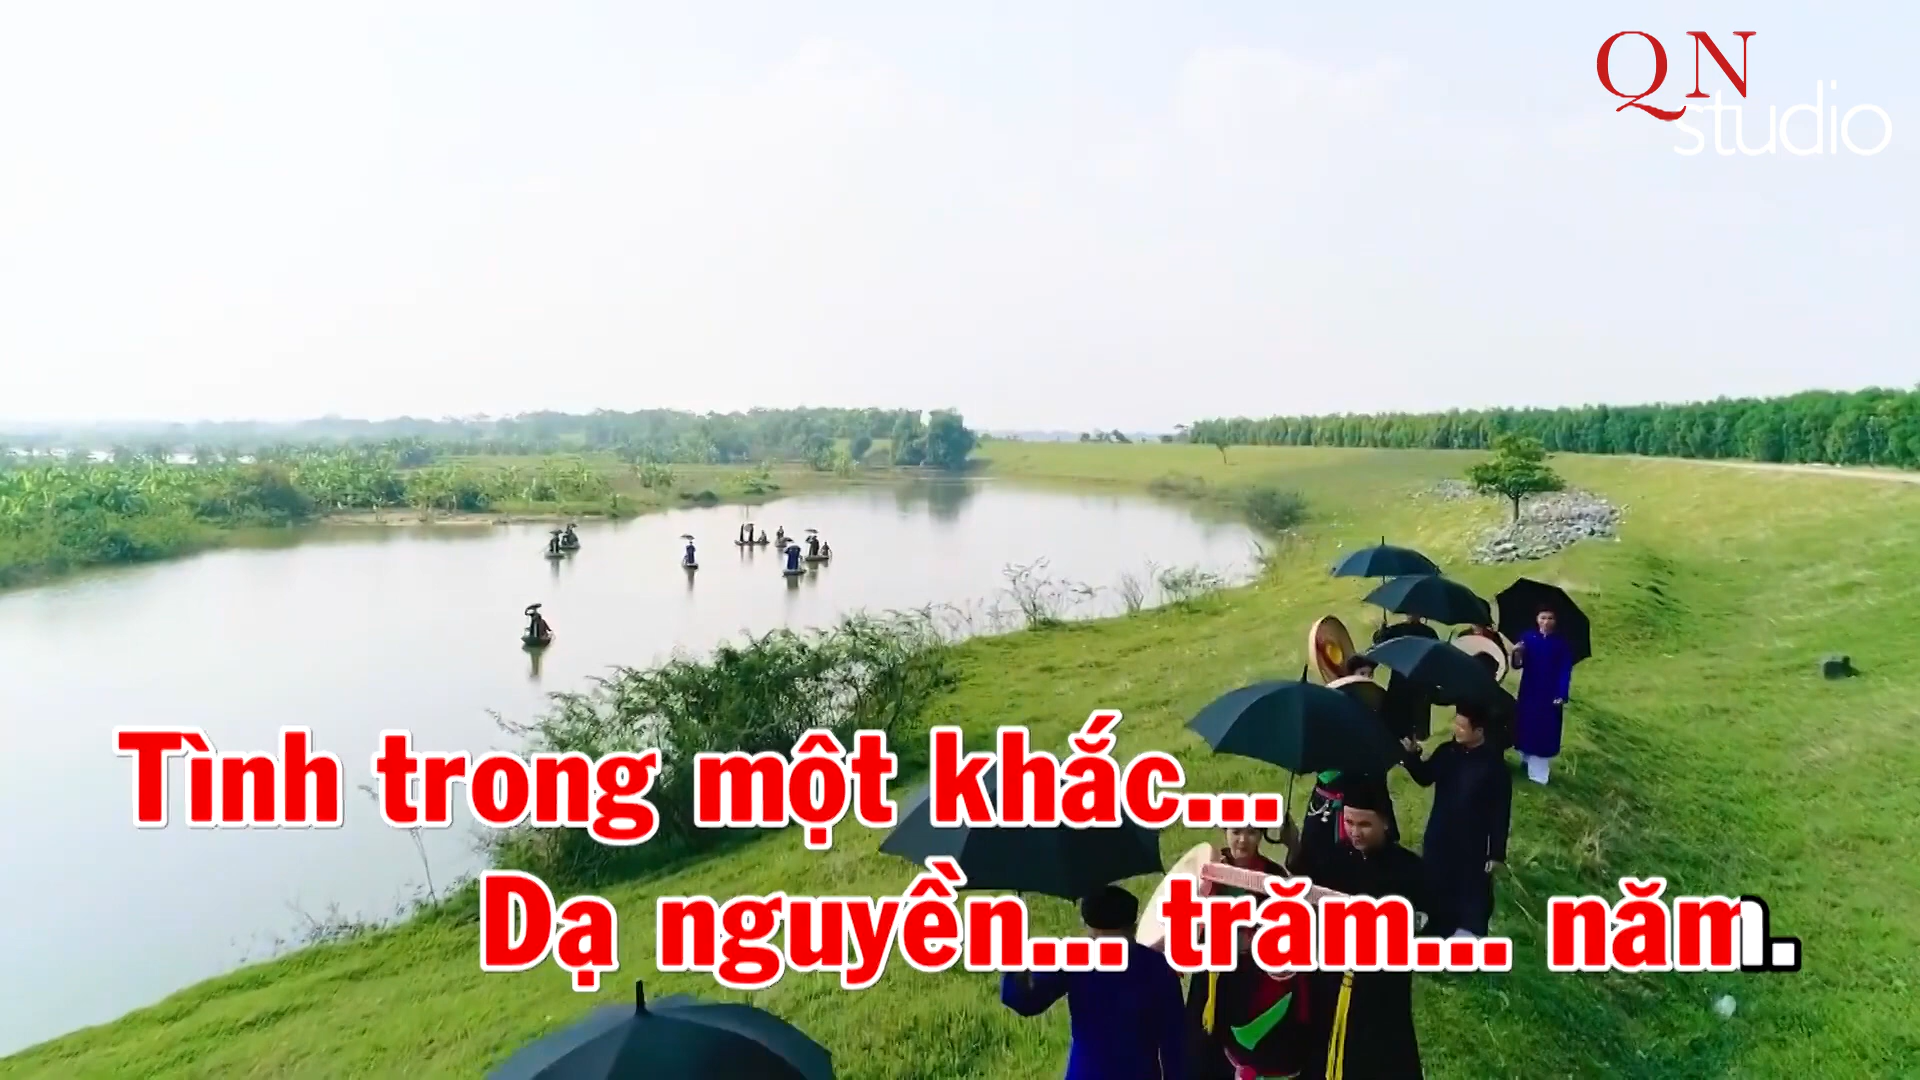 QN
studio
Tình trong một khắc...
Dạ nguyền... trăm... năm.